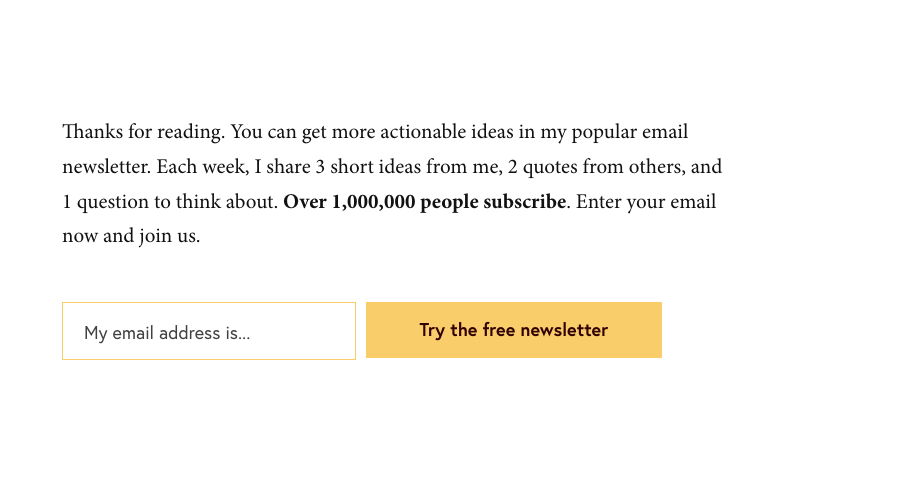 Thanks for reading. You can get more actionable ideas in my popular email
newsletter. Each week, I share 3 short ideas from me, 2 quotes from others, and
1 question to think about. Over 1,000,000 people subscribe. Enter your email
now and join us.
My email address is...
Try the free newsletter